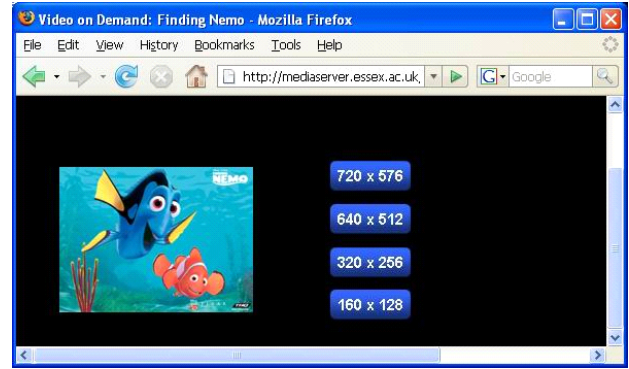 Video on Demand: Finding Nemo - Mozilla Firefox
File Edit View History Bookmarks Tools Help
http://mediaserver.essex.ac.uk, G Google
NEMO
720 x 576
640 x 512
320 x 256
160 x 128